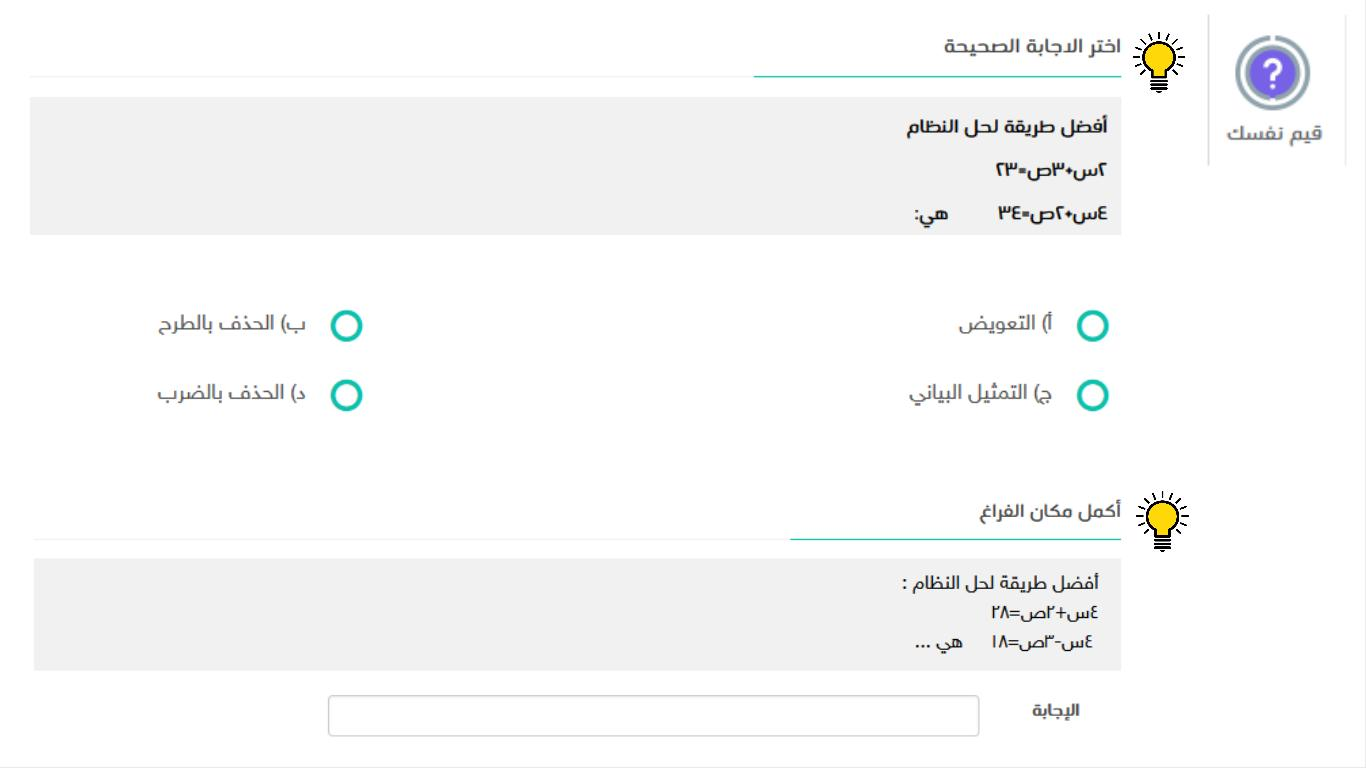 قيم نفسك
اختر الاجابة الصحيحة
أفضل طريقة لحل النظام
٢س+٣ص=٢٣
٤س+٢ص=٣٤ هي:
أ) التعويض
ب) الحذف بالطرح
ج) التمثيل البياني
د) الحذف بالضرب
أكمل مكان الفراغ
أفضل طريقة لحل النظام :
٤س+٢ص=٢٨
٤س-٣ص=١٨ هي ...
الإجابة